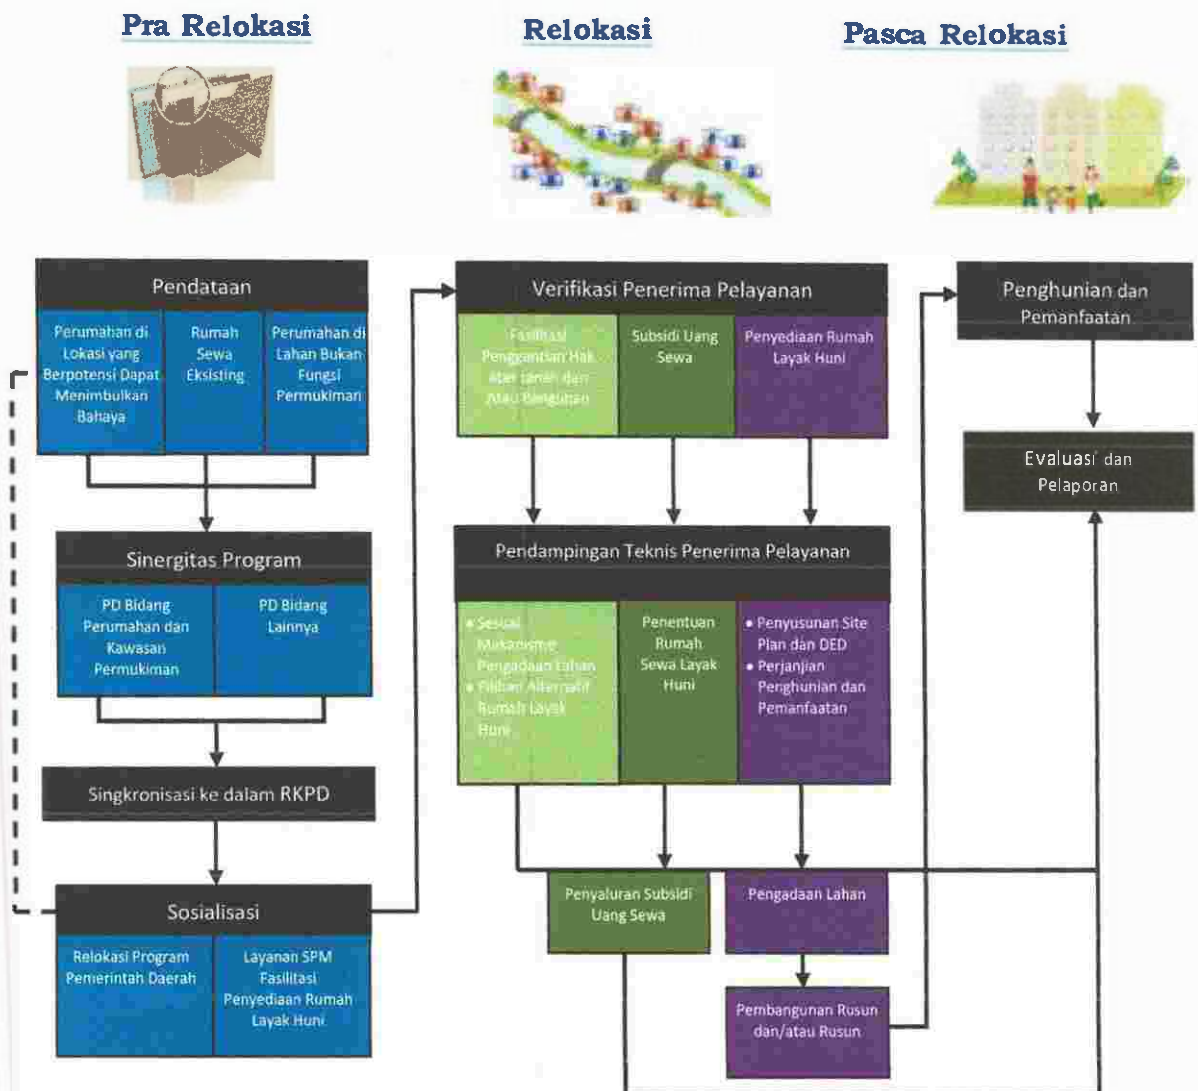 Pra Relokasi
Relokasi
Pasca Relokasi
Pendataan
Perumahan di
Lokasi yang
Berpotensi Dapat
Menimbulkan
Bahaya
Rumah
Sewa
Eksisting
Perumahan di
Lahan Bukan
Fungsi
Permukiman
Sinergitas Program
PD Bidang
Perumahan dan
Kawasan
Permukiman
PD Bidang
Lainnya
Singkronisasi ke dalam RKPD
Sosialisasi
Relokasi Program
Pemerintah Daerah
Layanan SPM
Fasilitasi
Penyediaan Rumah
Layak Huni
Verifikasi Penerima Pelayanan
Fasilitasi
Penggantian Hak
Atas tanah dan
Atau Bangunan
Subsidi Uang
Sewa
Penyediaan Rumah
Layak Huni
Pendampingan Teknis Penerima Pelayanan
• Sesuai
Mekanisme
Pengadaan Lahan
• Pilihan Alternatif
Rumah Layak
Huni
Penentuan
Rumah
Sewa Layak
Huni
• Penyusunan Site
Plan dan DED
• Perjanjian
Penghunian dan
Pemanfaatan
Penyaluran Subsidi
Uang Sewa
Pengadaan Lahan
Pembangunan Rusun
dan/atau Rusun
Penghunian dan
Pemanfaatan
Evaluasi dan
Pelaporan